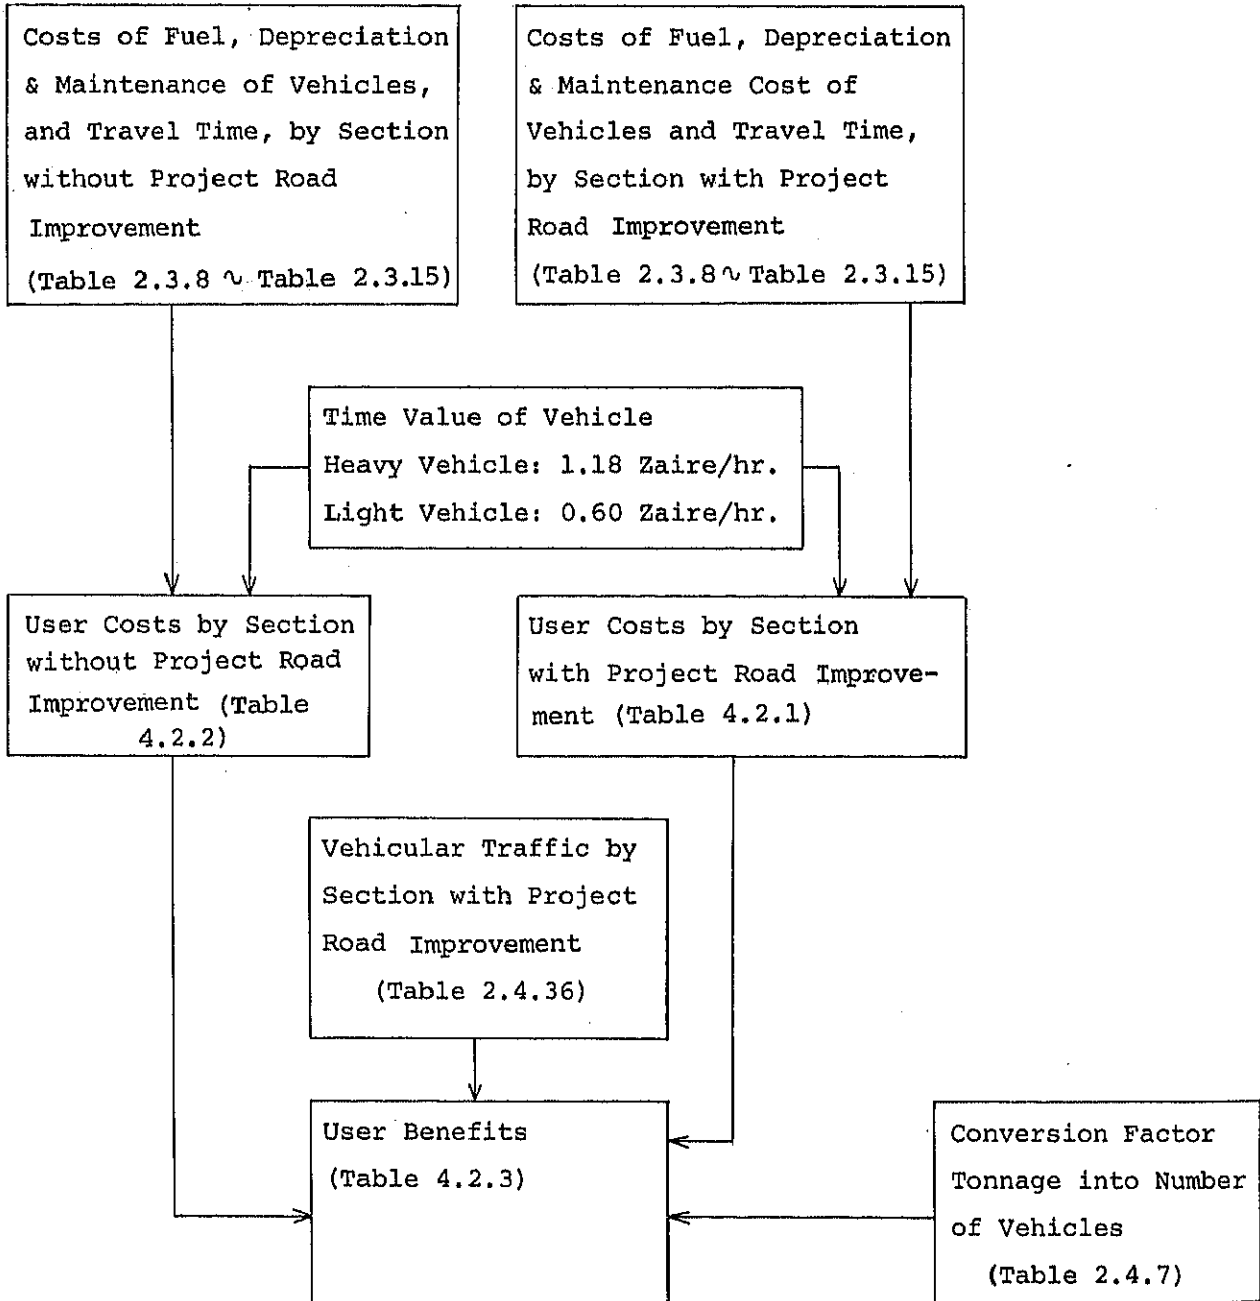 Costs of Fuel, Depreciation
& Maintenance of Vehicles,
and Travel Time, by Section
without Project Road
Improvement
(Table 2.3.8 ∿ Table 2.3.15)
Costs of Fuel, Depreciation
& Maintenance Cost of
Vehicles and Travel Time,
by Section with Project
Road Improvement
(Table 2.3.8 ∿ Table 2.3.15)
Time Value of Vehicle
Heavy Vehicle: 1.18 Zaire/hr.
Light Vehicle: 0.60 Zaire/hr.
User Costs by Section
without Project Road
Improvement (Table
4.2.2)
User Costs by Section
with Project Road Improve-
ment (Table 4.2.1)
Vehicular Traffic by
Section with Project
Road Improvement
(Table 2.4.36)
User Benefits
(Table 4.2.3)
Conversion Factor
Tonnage into Number
of Vehicles
(Table 2.4.7)